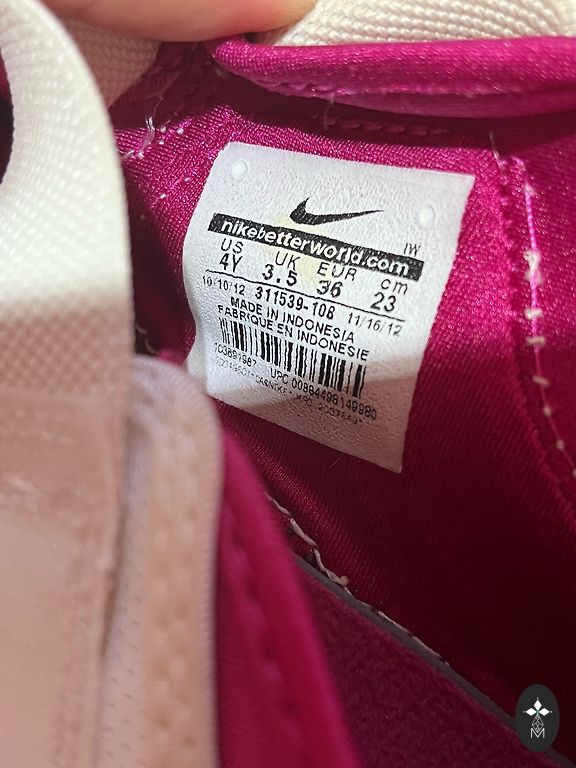 nikebetterworld.com
IW
US UK EUR cm
4Y 3.5 36 23
10/10/12 311539-108 11/16/12
MADE IN INDONESIA
FABRIQUE EN INDONESIE
UPC 00884498149980
M